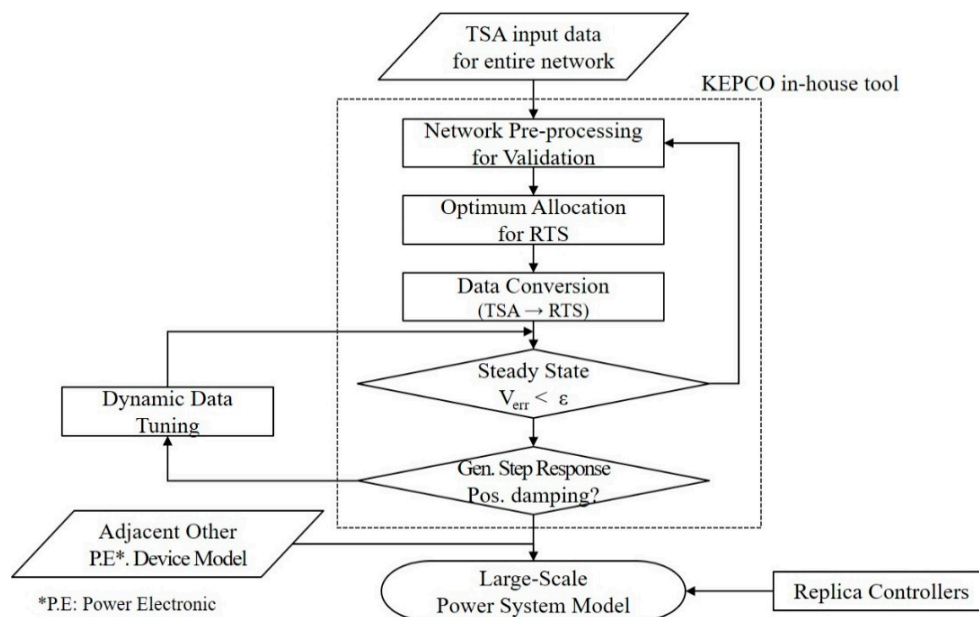 TSA input data
for entire network
KEPCO in-house tool
Network Pre-processing
for Validation
Optimum Allocation
for RTS
Data Conversion
(TSA → RTS)
Steady State
Verr < ε
Dynamic Data
Tuning
Gen. Step Response
Pos. damping?
Adjacent Other
P.E*. Device Model
Large-Scale
Power System Model
Replica Controllers
*P.E: Power Electronic